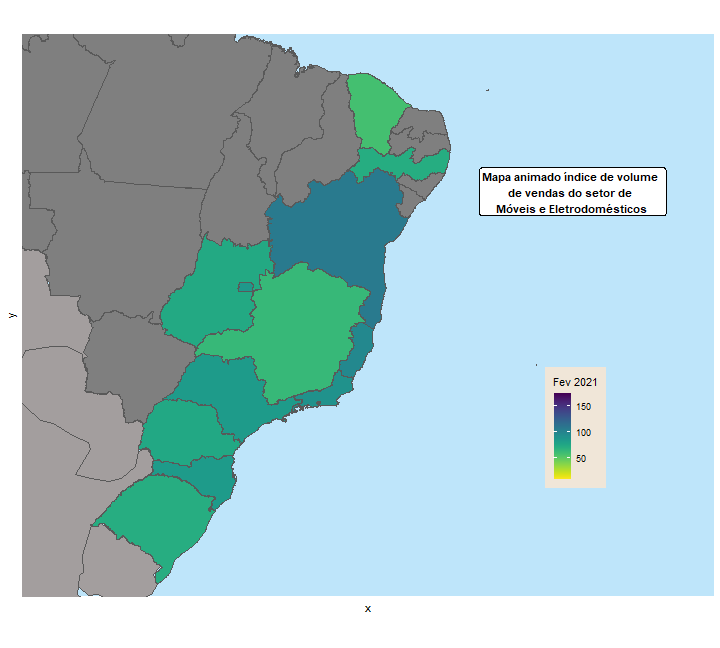 Mapa animado índice de volume
de vendas do setor de
Móveis e Eletrodomésticos
y
Fev 2021
150
100
50
x